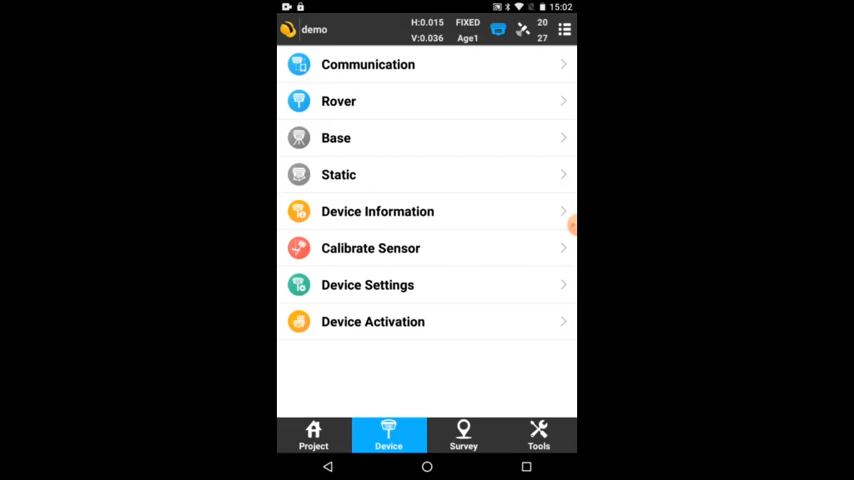 15:02
demo
H:0.015 FIXED 20
V:0.036 Age1 27
Communication
Rover
Base
Static
Device Information
Calibrate Sensor
Device Settings
Device Activation
Project Device Survey Tools